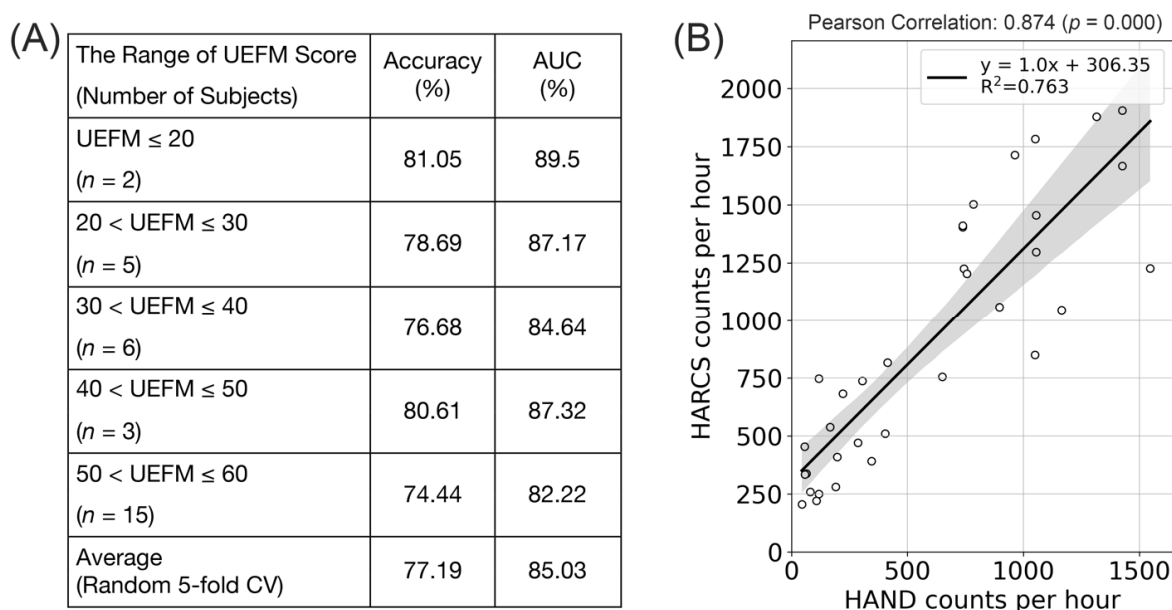 (A)
The Range of UEFM Score
(Number of Subjects)
Accuracy
(%)
AUC
(%)
UEFM ≤ 20
(n = 2)
81.05
89.5
20 < UEFM ≤ 30
(n = 5)
78.69
87.17
30 < UEFM ≤ 40
(n = 6)
76.68
84.64
40 < UEFM ≤ 50
(n = 3)
80.61
87.32
50 < UEFM ≤ 60
(n = 15)
74.44
82.22
Average
(Random 5-fold CV)
77.19
85.03
(B)
Pearson Correlation: 0.874 (p = 0.000)
y = 1.0x + 306.35
R²=0.763
HARCS counts per hour
2000
1750
1500
1250
1000
750
500
250
0
0 500 1000 1500
HAND counts per hour